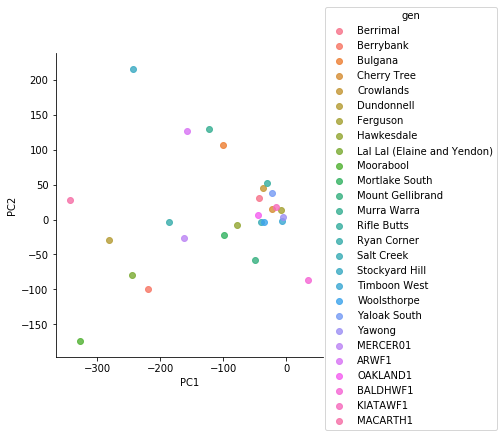 gen
Berrimal
Berrybank
Bulgana
Cherry Tree
Crowlands
Dundonnell
Ferguson
Hawkesdale
Lal Lal (Elaine and Yendon)
Moorabool
Mortlake South
Mount Gellibrand
Murra Warra
Rifle Butts
Ryan Corner
Salt Creek
Stockyard Hill
Timboon West
Woolsthorpe
Yaloak South
Yawong
MERCER01
ARWF1
OAKLAND1
BALDHWF1
KIATAWF1
MACARTH1
200
150
100
50
0
−50
−100
−150
PC2
−300 −200 −100 0
PC1